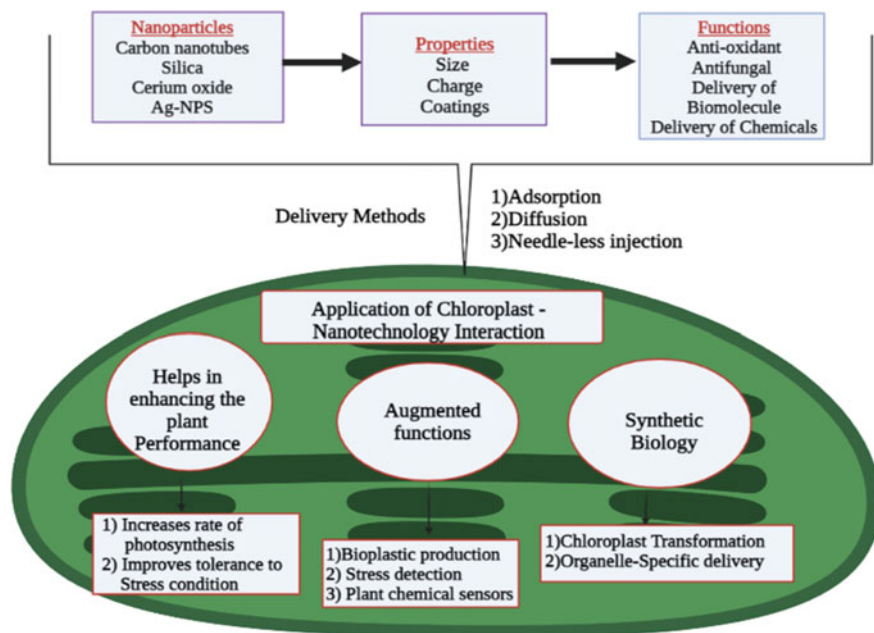 Nanoparticles
Carbon nanotubes
Silica
Cerium oxide
Ag-NPS
Properties
Size
Charge
Coatings
Functions
Anti-oxidant
Antifungal
Delivery of
Biomolecule
Delivery of Chemicals
Delivery Methods
1)Adsorption
2)Diffusion
3)Needle-less injection
Application of Chloroplast -
Nanotechnology Interaction
Helps in
enhancing the
plant
Performance
Augmented
functions
Synthetic
Biology
1) Increases rate of
photosynthesis
2) Improves tolerance to
Stress condition
1)Bioplastic production
2) Stress detection
3) Plant chemical sensors
1)Chloroplast Transformation
2)Organelle-Specific delivery